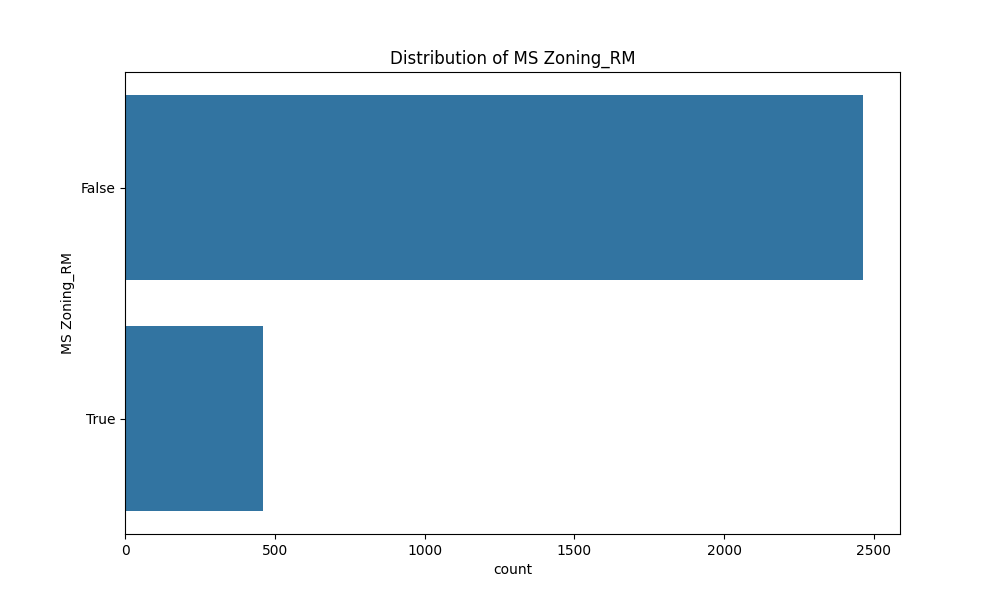 Distribution of MS Zoning_RM
MS Zoning_RM
False
True
0 500 1000 1500 2000 2500
count